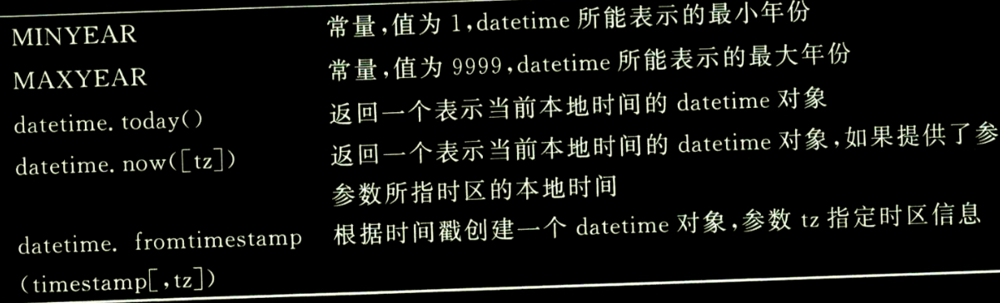 MINYEAR 常量,值为 1,datetime 所能表示的最小年份
MAXYEAR 常量,值为 9999,datetime 所能表示的最大年份
datetime. today() 返回一个表示当前本地时间的 datetime 对象
datetime. now([tz]) 返回一个表示当前本地时间的 datetime 对象,如果提供了参
参数所指时区的本地时间
datetime. fromtimestamp 根据时间戳创建一个 datetime 对象,参数 tz 指定时区信息
(timestamp[,tz])